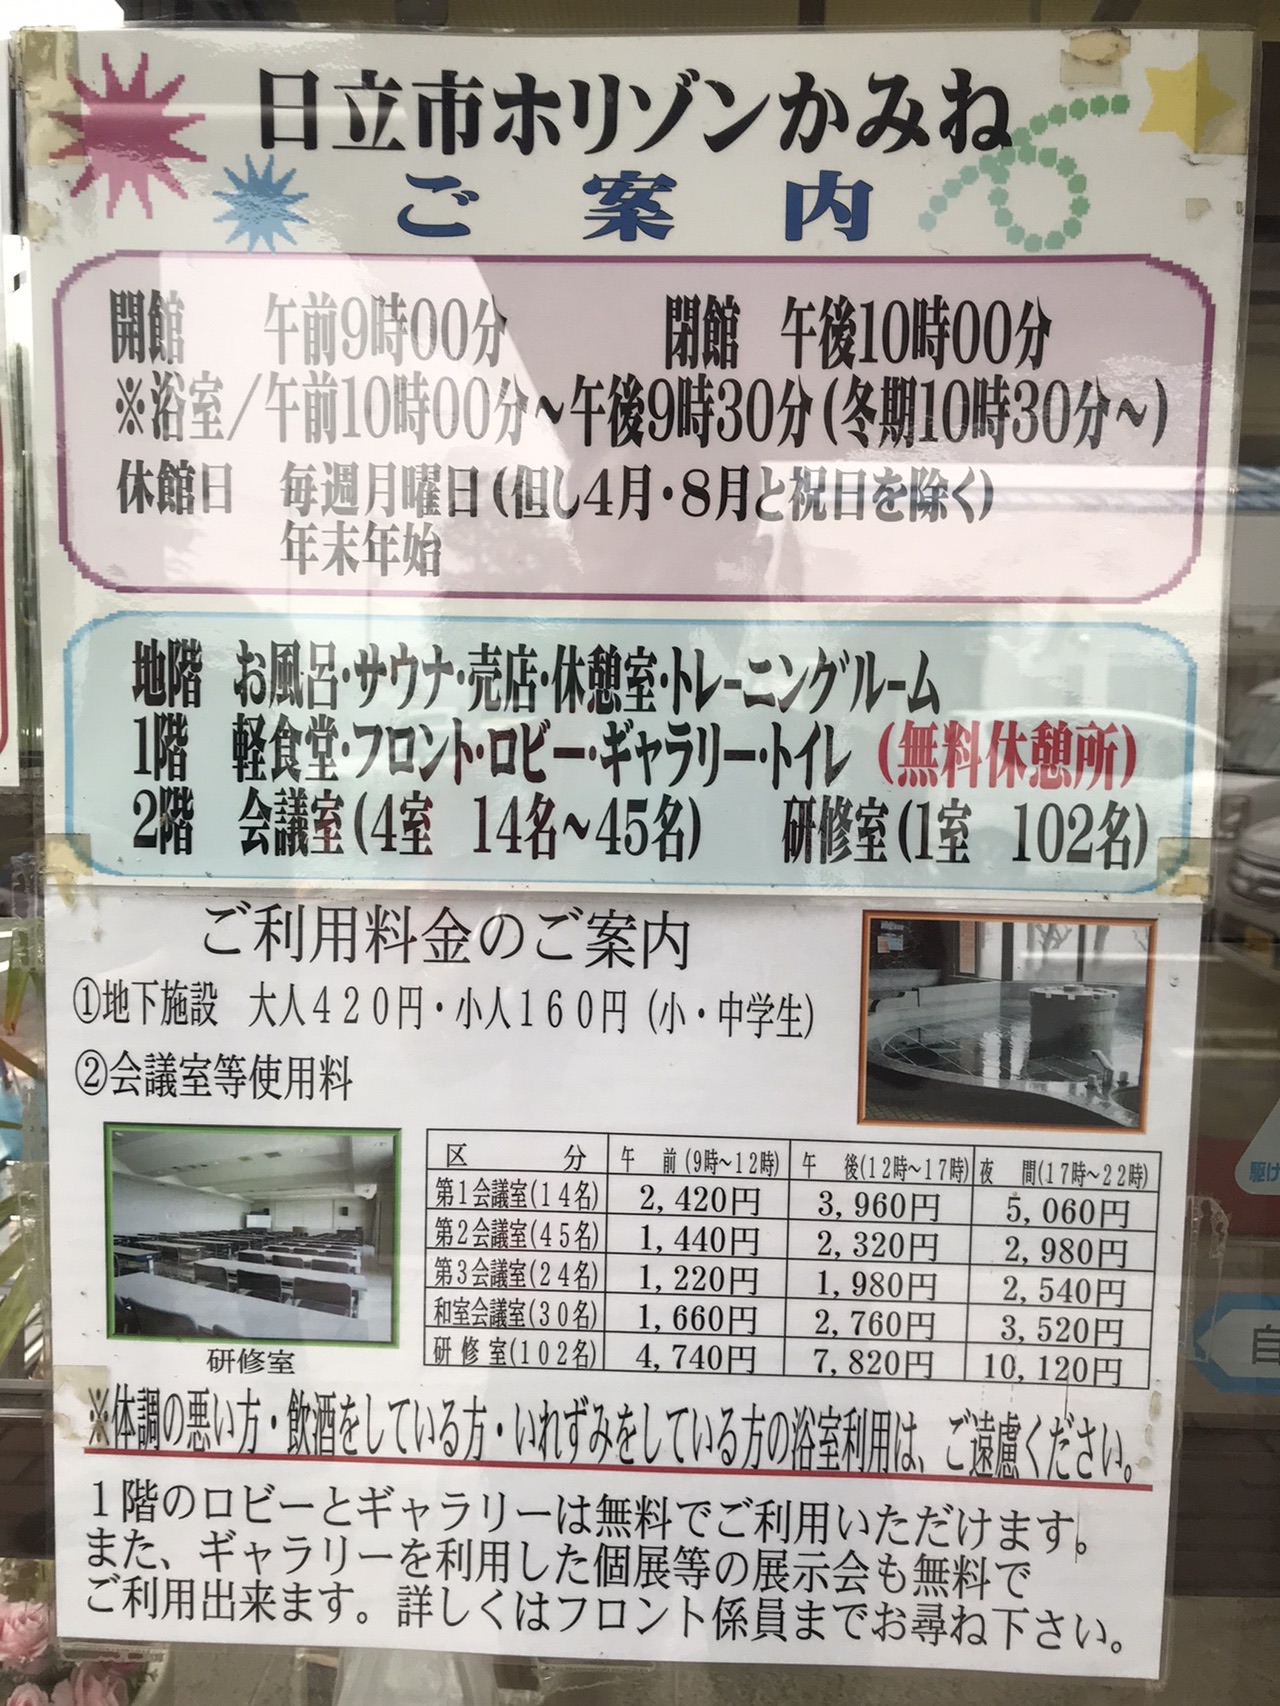 日立市ホリゾンかみね
ご案内
開館　午前9時00分　閉館　午後10時00分
※浴室/午前10時00分～午後9時30分(冬期10時30分～)
休館日　毎週月曜日(但し4月・8月と祝日を除く)
年末年始
地階　お風呂・サウナ・売店・休憩室・トレーニングルーム
1階　軽食堂・フロント・ロビー・ギャラリー・トイレ (無料休憩所)
2階　会議室(4室　14名～45名)　研修室(1室　102名)
ご利用料金のご案内
①地下施設　大人420円・小人160円 (小・中学生)
②会議室等使用料
区　分　午　前(9時～12時)　午　後(12時～17時)　夜　間(17時～22時)
第1会議室(14名)　2,420円　3,960円　5,060円
第2会議室(45名)　1,440円　2,320円　2,980円
第3会議室(24名)　1,220円　1,980円　2,540円
和室会議室(30名)　1,660円　2,760円　3,520円
研修室(102名)　4,740円　7,820円　10,120円
研修室
※体調の悪い方・飲酒をしている方・いれずみをしている方の浴室利用は、ご遠慮ください。
1階のロビーとギャラリーは無料でご利用いただけます。
また、ギャラリーを利用した個展等の展示会も無料で
ご利用出来ます。詳しくはフロント係員までお尋ね下さい。
駆け
自